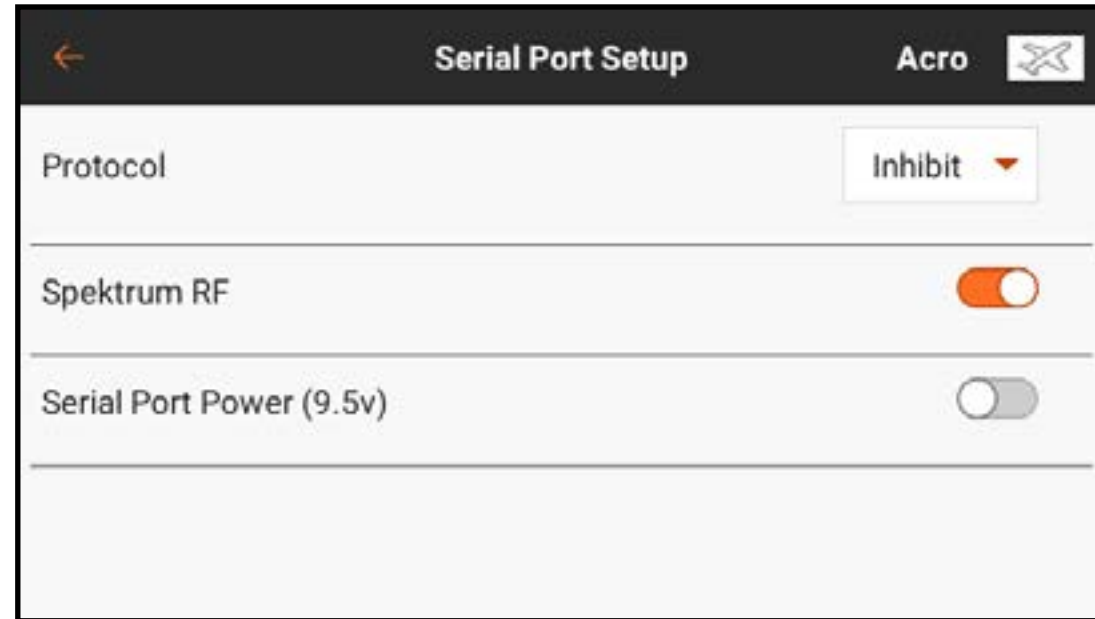 Serial Port Setup Acro
Protocol Inhibit
Spektrum RF
Serial Port Power (9.5v)